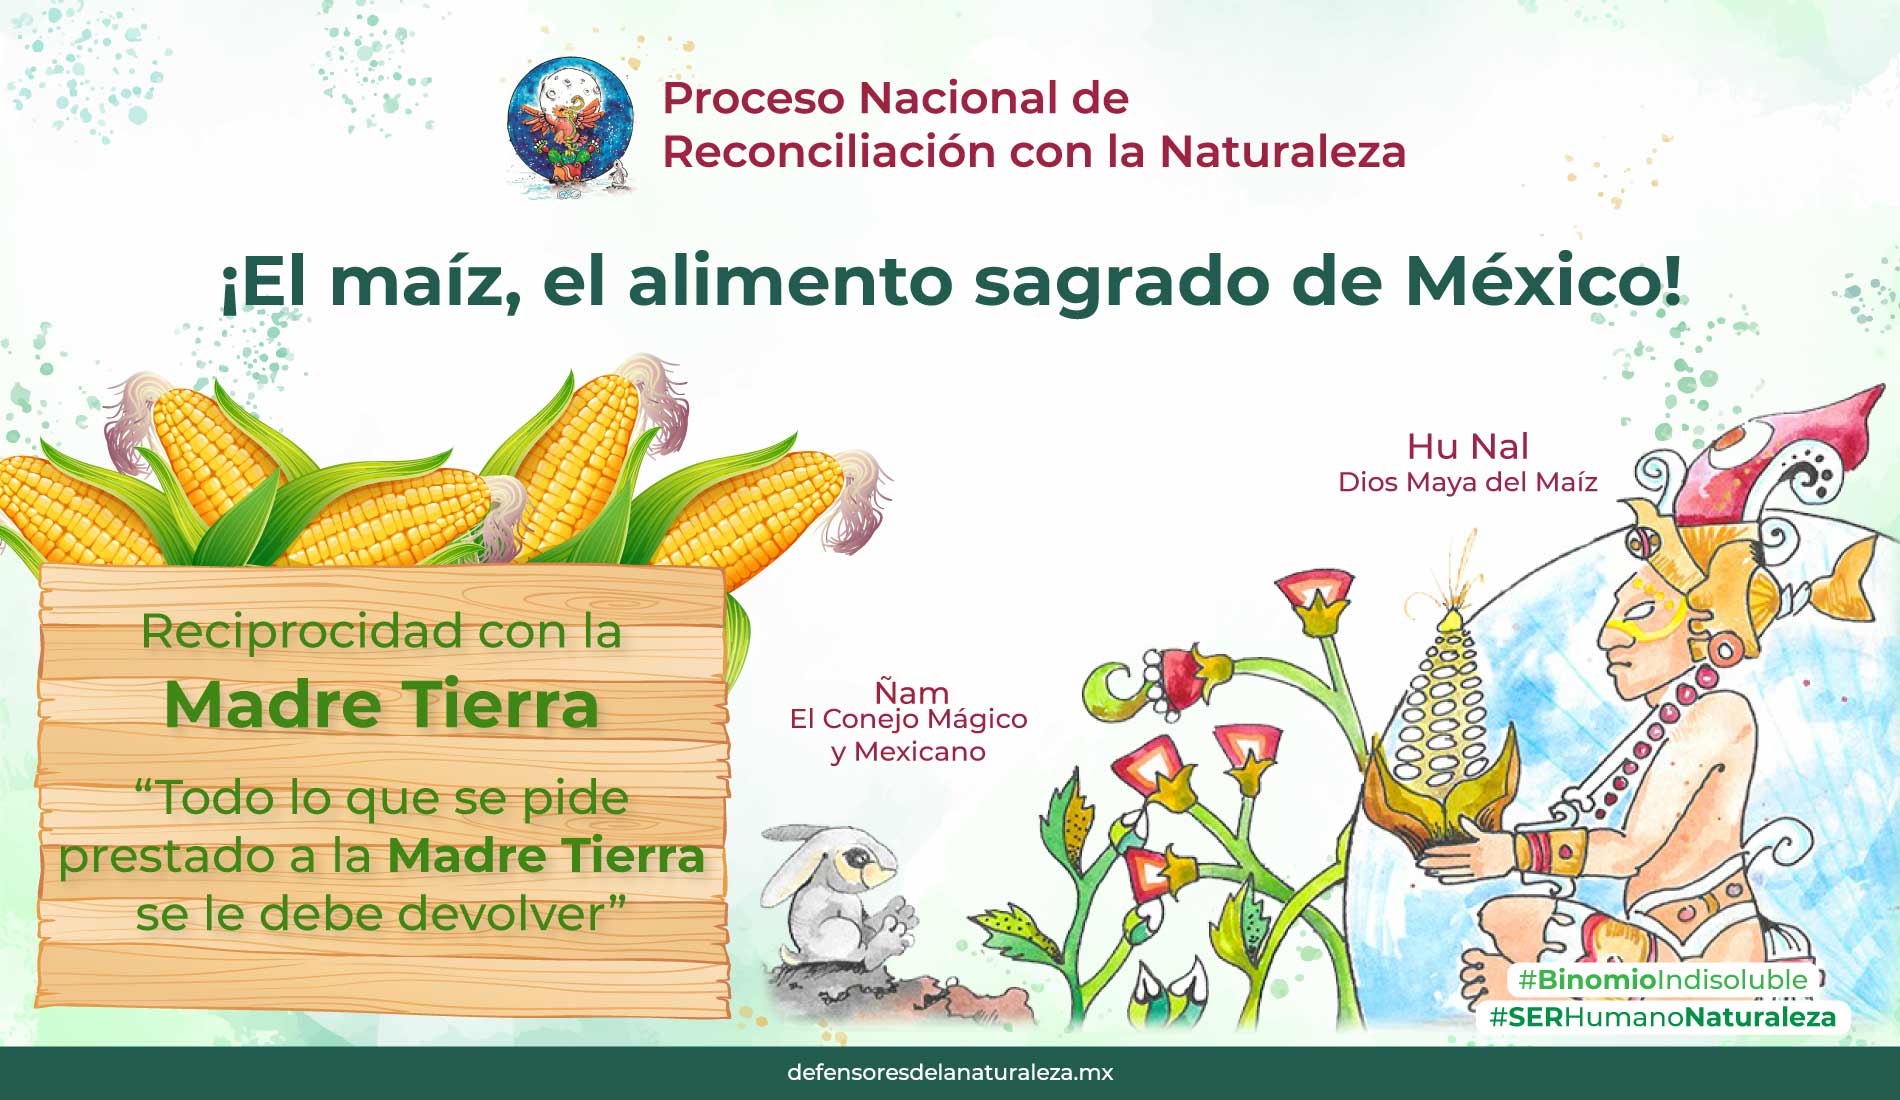 Proceso Nacional de
Reconciliación con la Naturaleza
¡El maíz, el alimento sagrado de México!
Hu Nal
Dios Maya del Maíz
Reciprocidad con la
Madre Tierra
“Todo lo que se pide
prestado a la Madre Tierra
se le debe devolver”
Ñam
El Conejo Mágico
y Mexicano
#BinomioIndisoluble
#SERHumanoNaturaleza
defensoresdelanaturaleza.mx